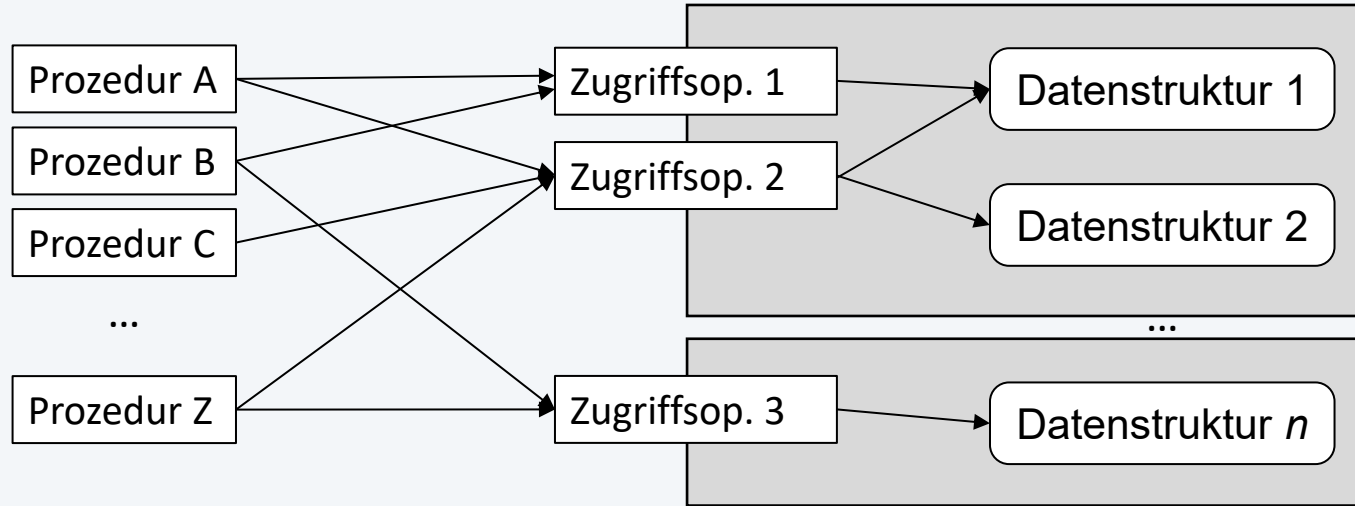 Prozedur A
Prozedur B
Prozedur C
...
Prozedur Z
Zugriffsop. 1
Zugriffsop. 2
Zugriffsop. 3
Datenstruktur 1
Datenstruktur 2
...
Datenstruktur n